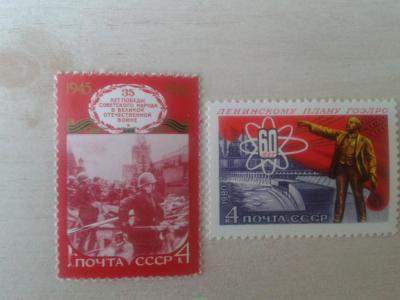 1945
35
ЛЕТ ПОБЕДЫ
СОВЕТСКОГО НАРОДА
В ВЕЛИКОЙ
ОТЕЧЕСТВЕННОЙ
ВОЙНЕ
ПОЧТА СССР 4
ЛЕНИНСКОМУ ПЛАНУ ГОЭЛРО
60
1980
4 ПОЧТА СССР